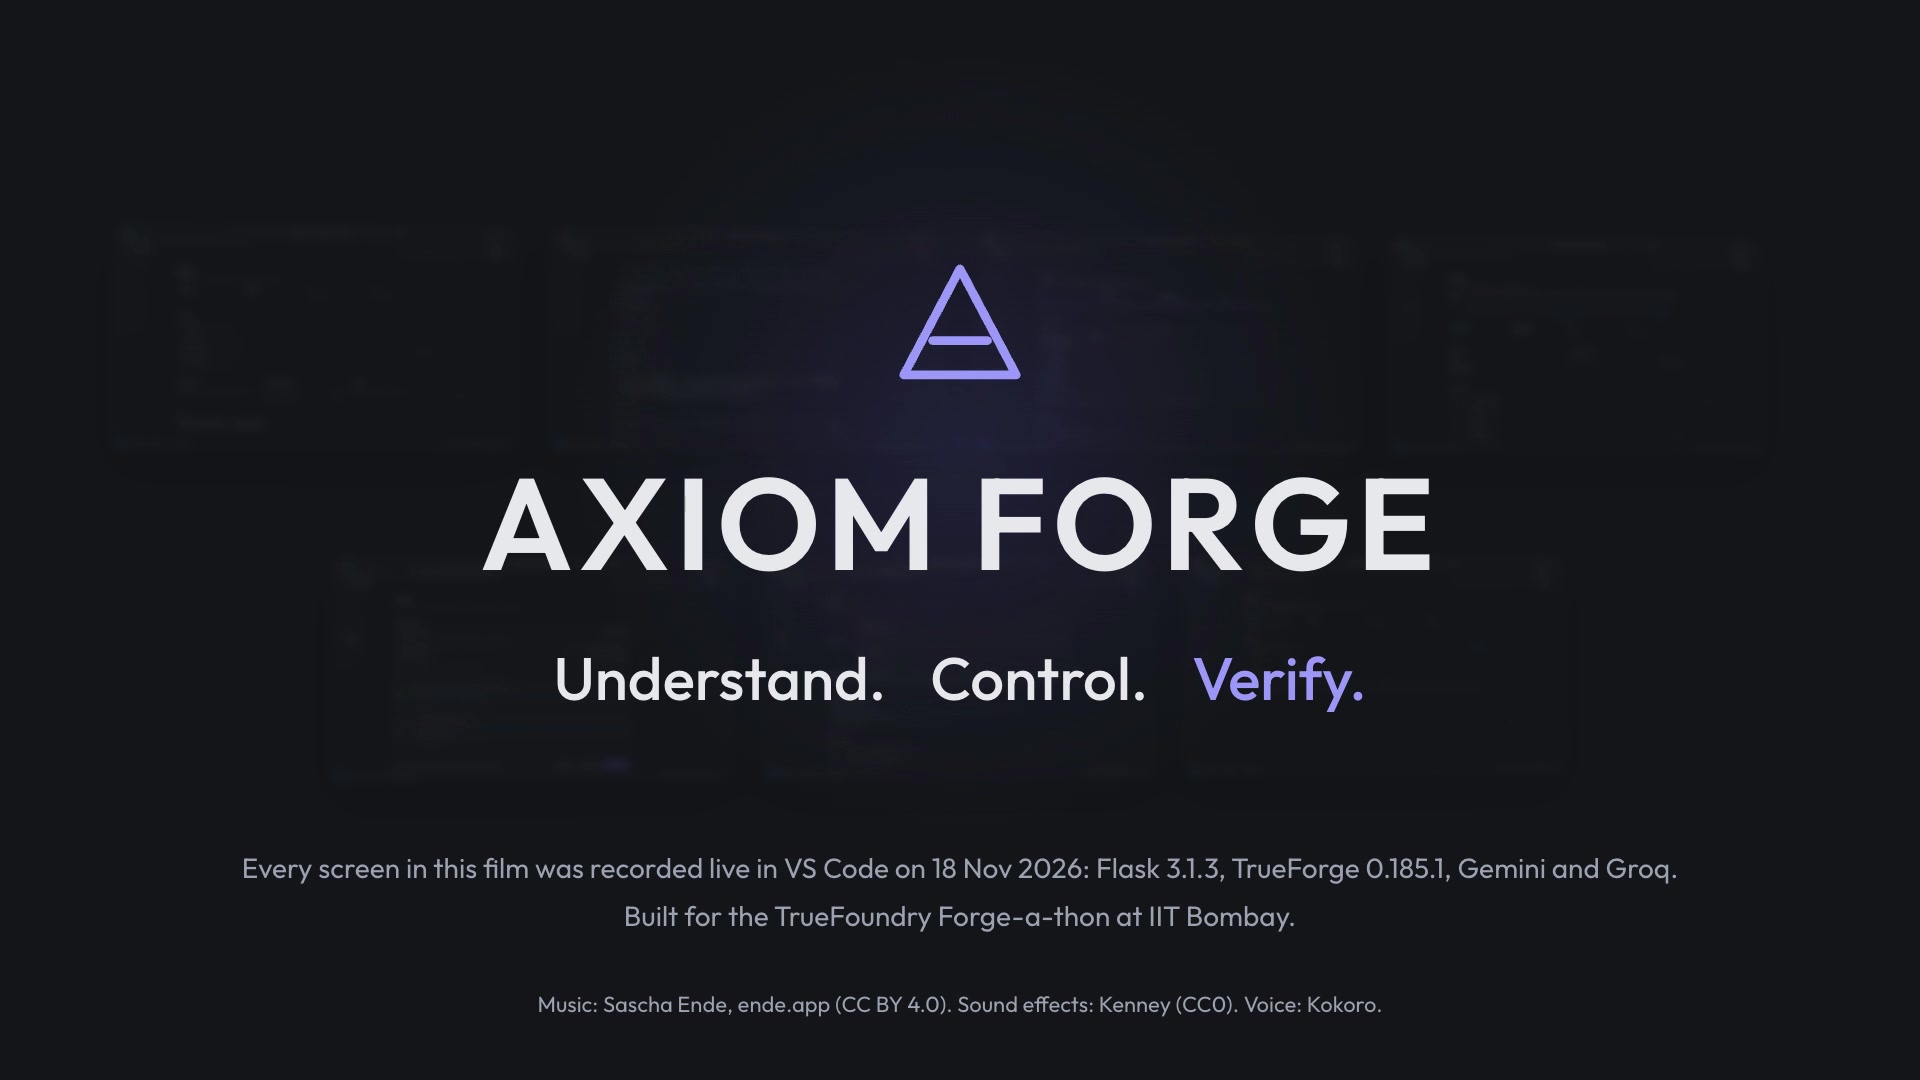 AXIOM FORGE
Understand. Control. Verify.
Every screen in this film was recorded live in VS Code on 18 Nov 2026: Flask 3.1.3, TrueForge 0.185.1, Gemini and Groq.
Built for the TrueFoundry Forge-a-thon at IIT Bombay.
Music: Sascha Ende, ende.app (CC BY 4.0). Sound effects: Kenney (CC0). Voice: Kokoro.